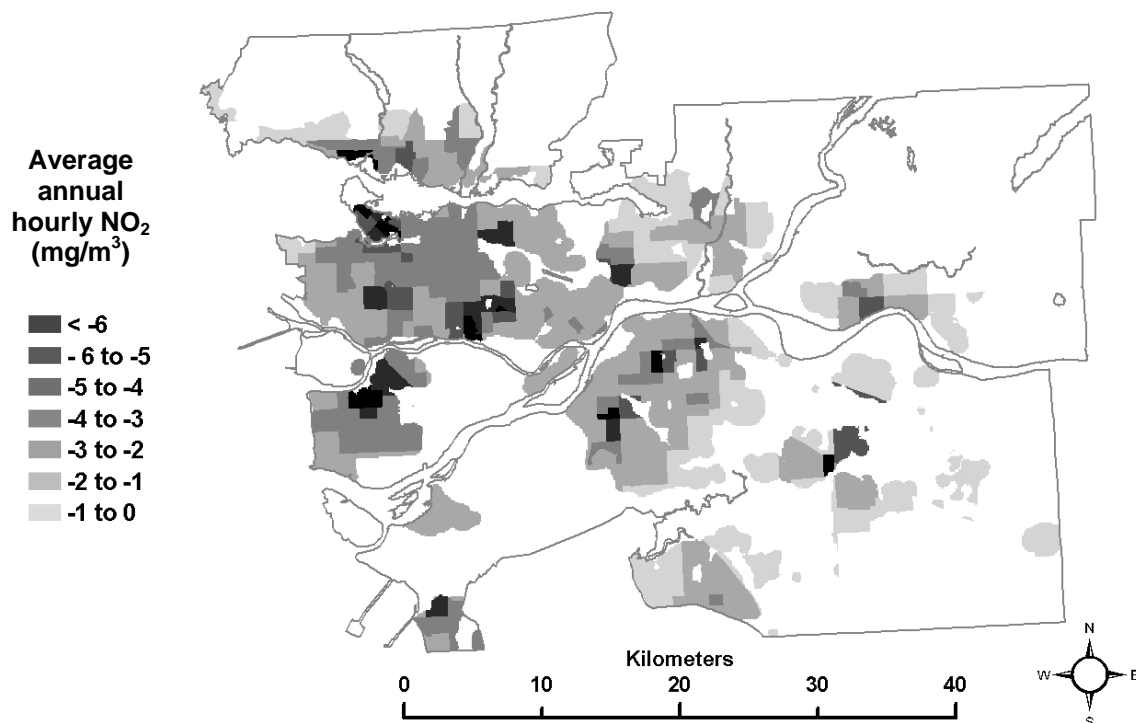 Average
annual
hourly NO₂
(mg/m³)
< -6
- 6 to -5
-5 to -4
-4 to -3
-3 to -2
-2 to -1
-1 to 0
Kilometers
0 10 20 30 40
N
W E
S